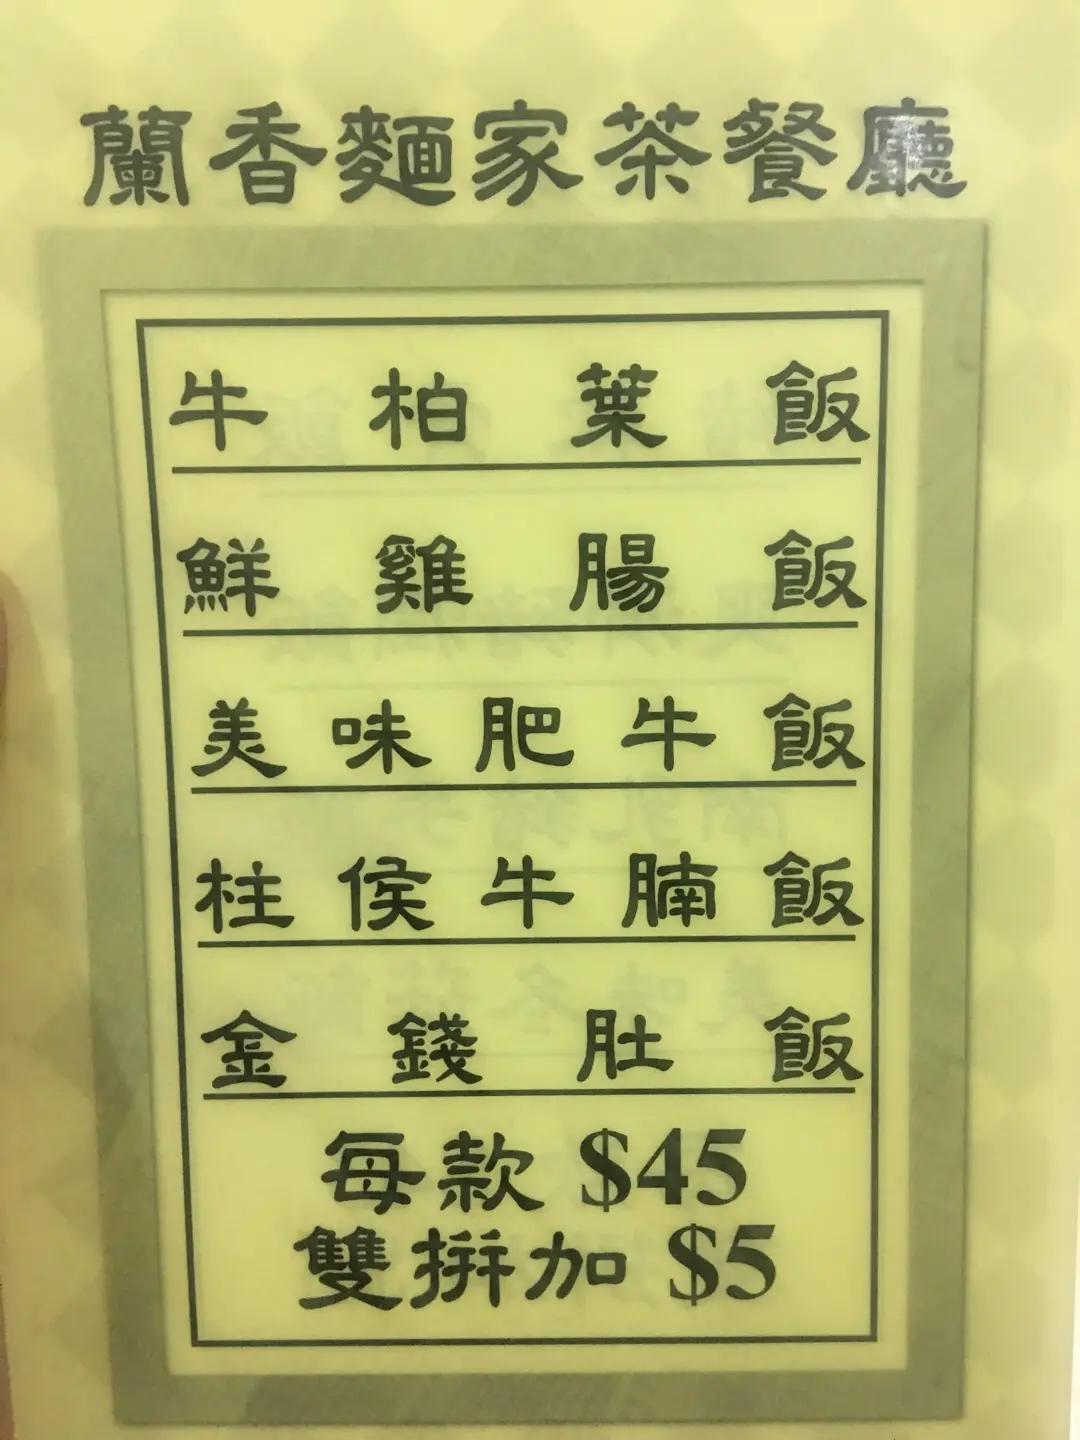 蘭香麵家茶餐廳
牛柏葉飯
鮮雞腸飯
美味肥牛飯
柱侯牛腩飯
金錢肚飯
每款 $45
雙拼加 $5